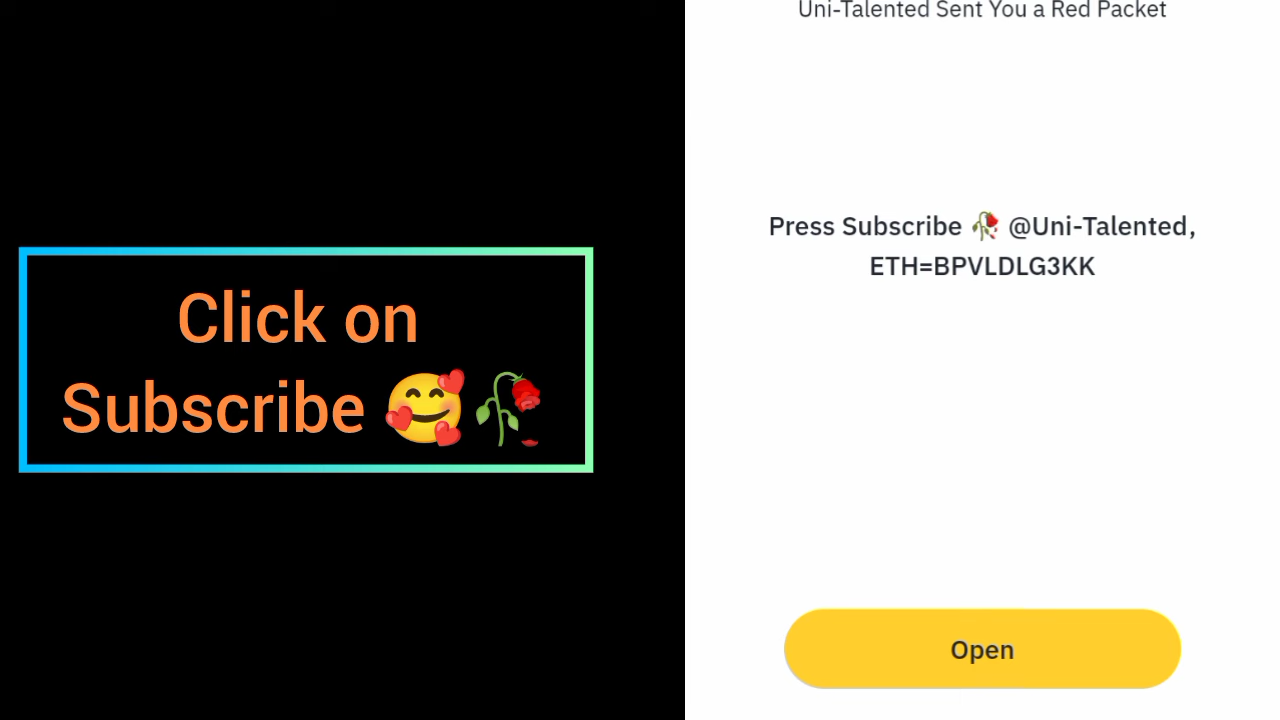 Click on
Subscribe 🥰🥀
Uni-Talented Sent You a Red Packet
Press Subscribe 🥀 @Uni-Talented,
ETH=BPVLDLG3KK
Open